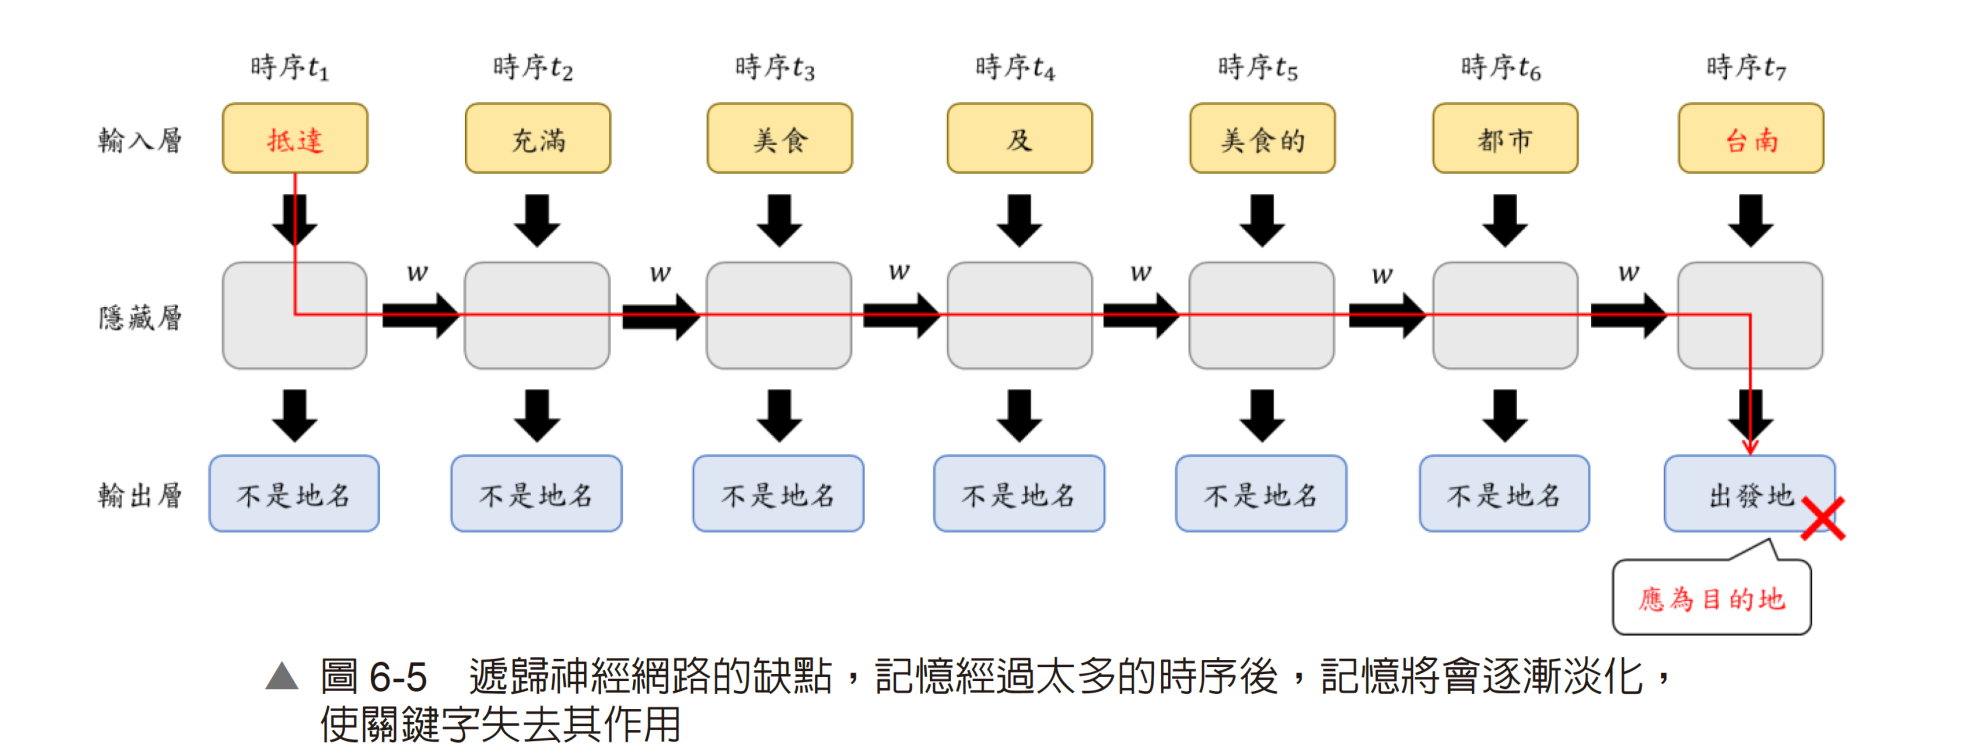 時序t₁ 時序t₂ 時序t₃ 時序t₄ 時序t₅ 時序t₆ 時序t₇
輸入層 抵達 充滿 美食 及 美食的 都市 台南
w w w w w w
隱藏層
輸出層 不是地名 不是地名 不是地名 不是地名 不是地名 不是地名 出發地
應為目的地
▲ 圖 6-5 遞歸神經網路的缺點，記憶經過太多的時序後，記憶將會逐漸淡化，
使關鍵字失去其作用